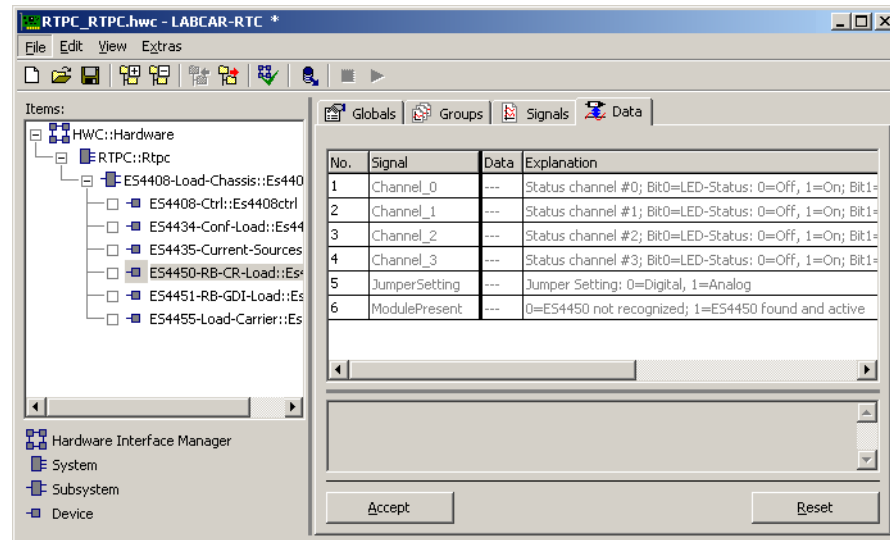 RTPC_RTPC.hwc - LABCAR-RTC *
File Edit View Extras
Items:
HWC::Hardware
RTPC::Rtpc
ES4408-Load-Chassis::Es440
ES4408-Ctrl::Es4408ctrl
ES4434-Conf-Load::Es44
ES4435-Current-Sources
ES4450-RB-CR-Load::Es
ES4451-RB-GDI-Load::Es
ES4455-Load-Carrier::Es
Hardware Interface Manager
System
Subsystem
Device
Globals Groups Signals Data
No. Signal Data Explanation
1 Channel_0 --- Status channel #0; Bit0=LED-Status: 0=Off, 1=On; Bit1=
2 Channel_1 --- Status channel #1; Bit0=LED-Status: 0=Off, 1=On; Bit1=
3 Channel_2 --- Status channel #2; Bit0=LED-Status: 0=Off, 1=On; Bit1=
4 Channel_3 --- Status channel #3; Bit0=LED-Status: 0=Off, 1=On; Bit1=
5 JumperSetting --- Jumper Setting: 0=Digital, 1=Analog
6 ModulePresent --- 0=ES4450 not recognized; 1=ES4450 found and active
Accept Reset